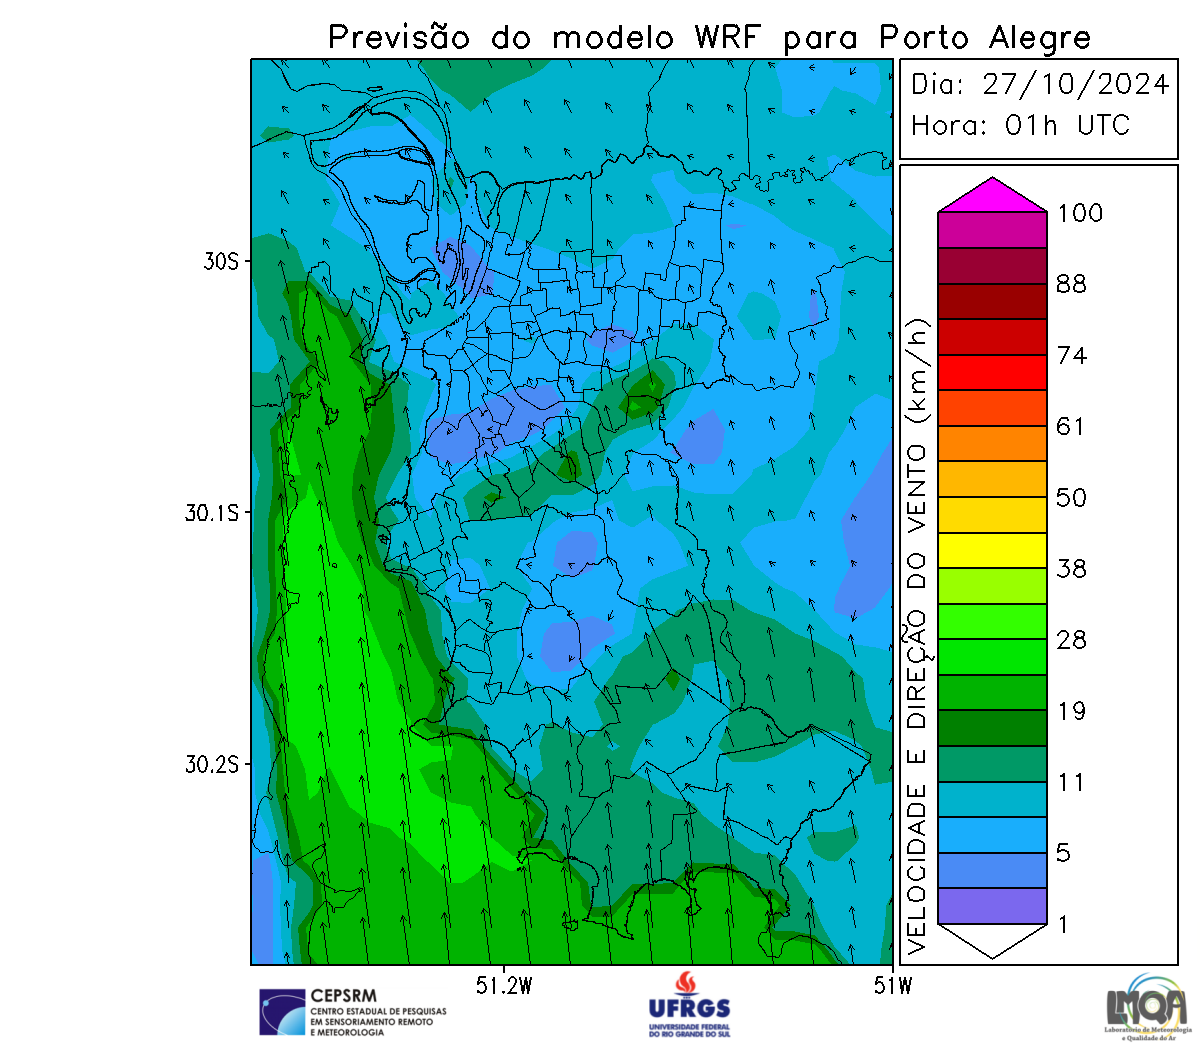 Previsão do modelo WRF para Porto Alegre
Dia: 27/10/2024
Hora: 01h UTC
100
88
74
61
50
38
28
19
11
5
1
VELOCIDADE E DIREÇÃO DO VENTO (km/h)
30S
30.1S
30.2S
51.2W
51W
CEPSRM
CENTRO ESTADUAL DE PESQUISAS
EM SENSORIAMENTO REMOTO
E METEOROLOGIA
UFRGS
UNIVERSIDADE FEDERAL
DO RIO GRANDE DO SUL
LMQA
Laboratório de Meteorologia
e Qualidade do Ar